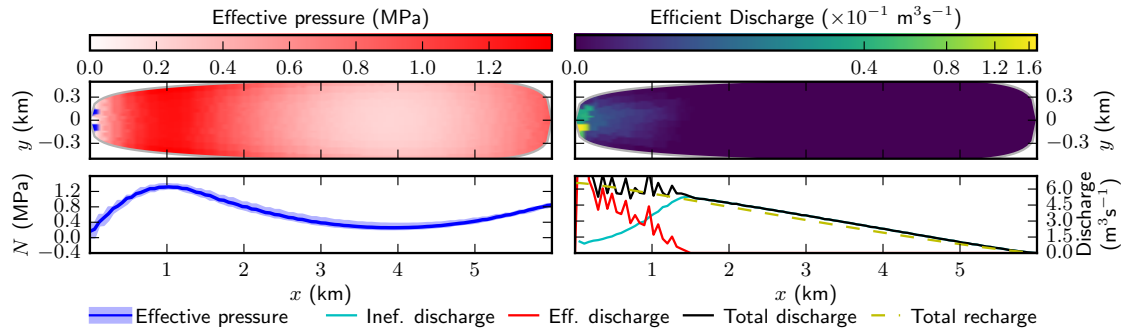 Effective pressure (MPa) Efficient Discharge (×10⁻¹ m³s⁻¹)
0.0 0.2 0.4 0.6 0.8 1.0 1.2 0.0 0.4 0.8 1.2 1.6
0.3 0.3
y (km) 0 0 y (km)
−0.3 −0.3
1.2 6.0
N (MPa) 0.8 4.5 Discharge
0.4 3.0 (m³s⁻¹)
0.0 1.5
−0.4 0.0
1 2 3 4 5 1 2 3 4 5
x (km) x (km)
Effective pressure Inef. discharge Eff. discharge Total discharge Total recharge